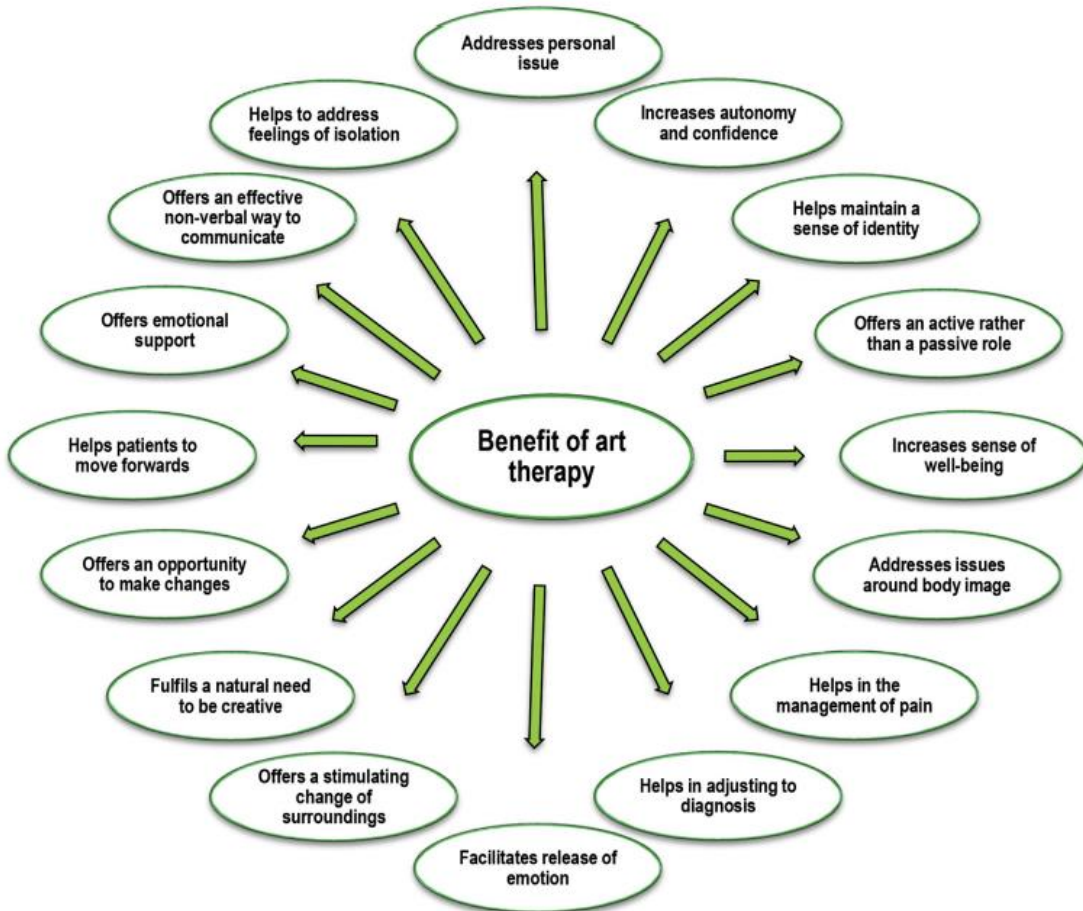 Addresses personal
issue
Helps to address
feelings of isolation
Increases autonomy
and confidence
Offers an effective
non-verbal way to
communicate
Helps maintain a
sense of identity
Offers emotional
support
Offers an active rather
than a passive role
Helps patients to
move forwards
Benefit of art
therapy
Increases sense of
well-being
Offers an opportunity
to make changes
Addresses issues
around body image
Fulfils a natural need
to be creative
Helps in the
management of pain
Offers a stimulating
change of
surroundings
Helps in adjusting to
diagnosis
Facilitates release of
emotion